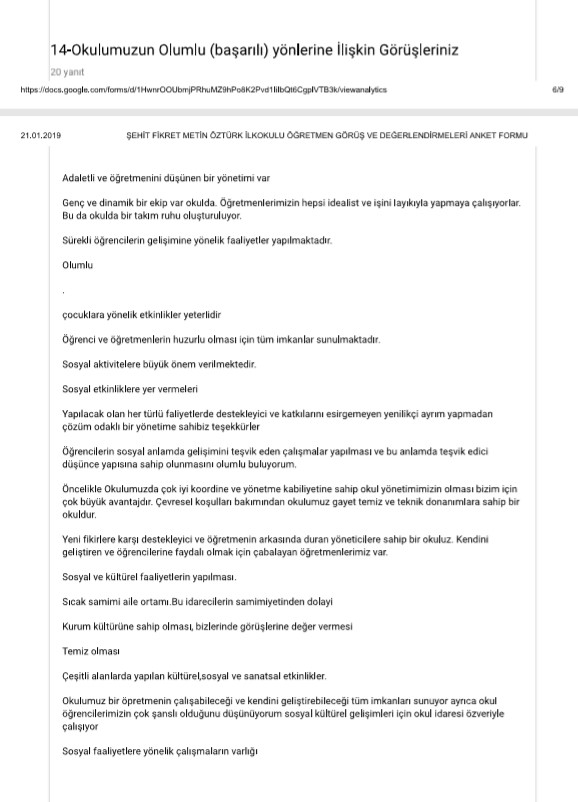 14-Okulumuzun Olumlu (başarılı) yönlerine İlişkin Görüşleriniz
20 yanıt
https://docs.google.com/forms/d/1HwnrOOUbmjPRhuMZ9hPo8K2Pvd1lilbQt6CgplVTB3k/viewanalytics 6/9
21.01.2019 ŞEHİT FİKRET METİN ÖZTÜRK İLKOKULU ÖĞRETMEN GÖRÜŞ VE DEĞERLENDİRMELERİ ANKET FORMU
Adaletli ve öğretmenini düşünen bir yönetimi var
Genç ve dinamik bir ekip var okulda. Öğretmenlerimizin hepsi idealist ve işini layıkıyla yapmaya çalışıyorlar.
Bu da okulda bir takım ruhu oluşturuluyor.
Sürekli öğrencilerin gelişimine yönelik faaliyetler yapılmaktadır.
Olumlu
.
çocuklara yönelik etkinlikler yeterlidir
Öğrenci ve öğretmenlerin huzurlu olması için tüm imkanlar sunulmaktadır.
Sosyal aktivitelere büyük önem verilmektedir.
Sosyal etkinliklere yer vermeleri
Yapılacak olan her türlü faliyetlerde destekleyici ve katkılarını esirgemeyen yenilikçi ayrım yapmadan
çözüm odaklı bir yönetime sahibiz teşekkürler
Öğrencilerin sosyal anlamda gelişimini teşvik eden çalışmalar yapılması ve bu anlamda teşvik edici
düşünce yapısına sahip olunmasını olumlu buluyorum.
Öncelikle Okulumuzda çok iyi koordine ve yönetme kabiliyetine sahip okul yönetimimizin olması bizim için
çok büyük avantajdır. Çevresel koşulları bakımından okulumuz gayet temiz ve teknik donanımlara sahip bir
okuldur.
Yeni fikirlere karşı destekleyici ve öğretmenin arkasında duran yöneticilere sahip bir okuluz. Kendini
geliştiren ve öğrencilerine faydalı olmak için çabalayan öğretmenlerimiz var.
Sosyal ve kültürel faaliyetlerin yapılması.
Sıcak samimi aile ortamı.Bu idarecilerin samimiyetinden dolayi
Kurum kültürüne sahip olması, bizlerinde görüşlerine değer vermesi
Temiz olması
Çeşitli alanlarda yapılan kültürel,sosyal ve sanatsal etkinlikler.
Okulumuz bir öpretmenin çalışabileceği ve kendini geliştirebileceği tüm imkanları sunuyor ayrıca okul
öğrencilerimizin çok şanslı olduğunu düşünüyorum sosyal kültürel gelişimleri için okul idaresi özveriyle
çalışıyor
Sosyal faaliyetlere yönelik çalışmaların varlığı